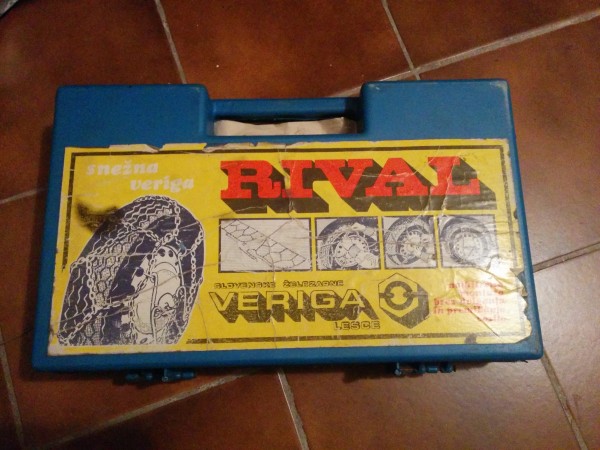 snežna
veriga
RIVAL
SLOVENSKE ŽELEZARNE
VERIGA
LESCE